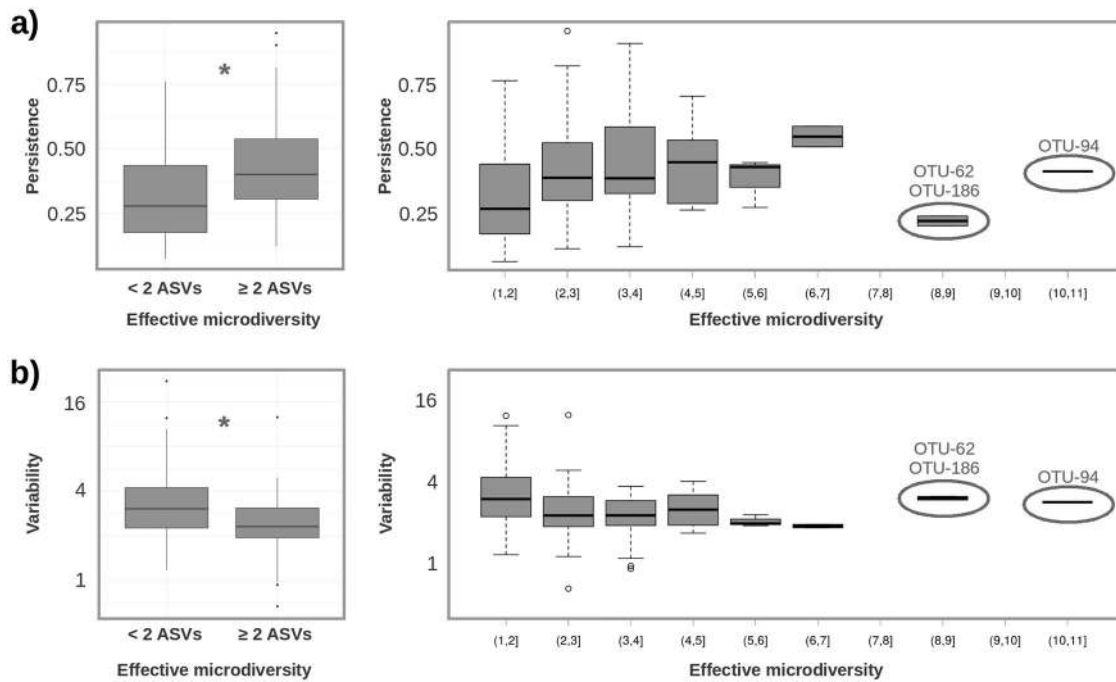 a)
Persistence
0.75
0.50
0.25
*
< 2 ASVs ≥ 2 ASVs
Effective microdiversity
Persistence
0.75
0.50
0.25
OTU-62
OTU-186
OTU-94
(1,2] (2,3] (3,4] (4,5] (5,6] (6,7] (7,8] (8,9] (9,10] (10,11]
Effective microdiversity
b)
Variability
16
4
1
*
< 2 ASVs ≥ 2 ASVs
Effective microdiversity
Variability
16
4
1
OTU-62
OTU-186
OTU-94
(1,2] (2,3] (3,4] (4,5] (5,6] (6,7] (7,8] (8,9] (9,10] (10,11]
Effective microdiversity